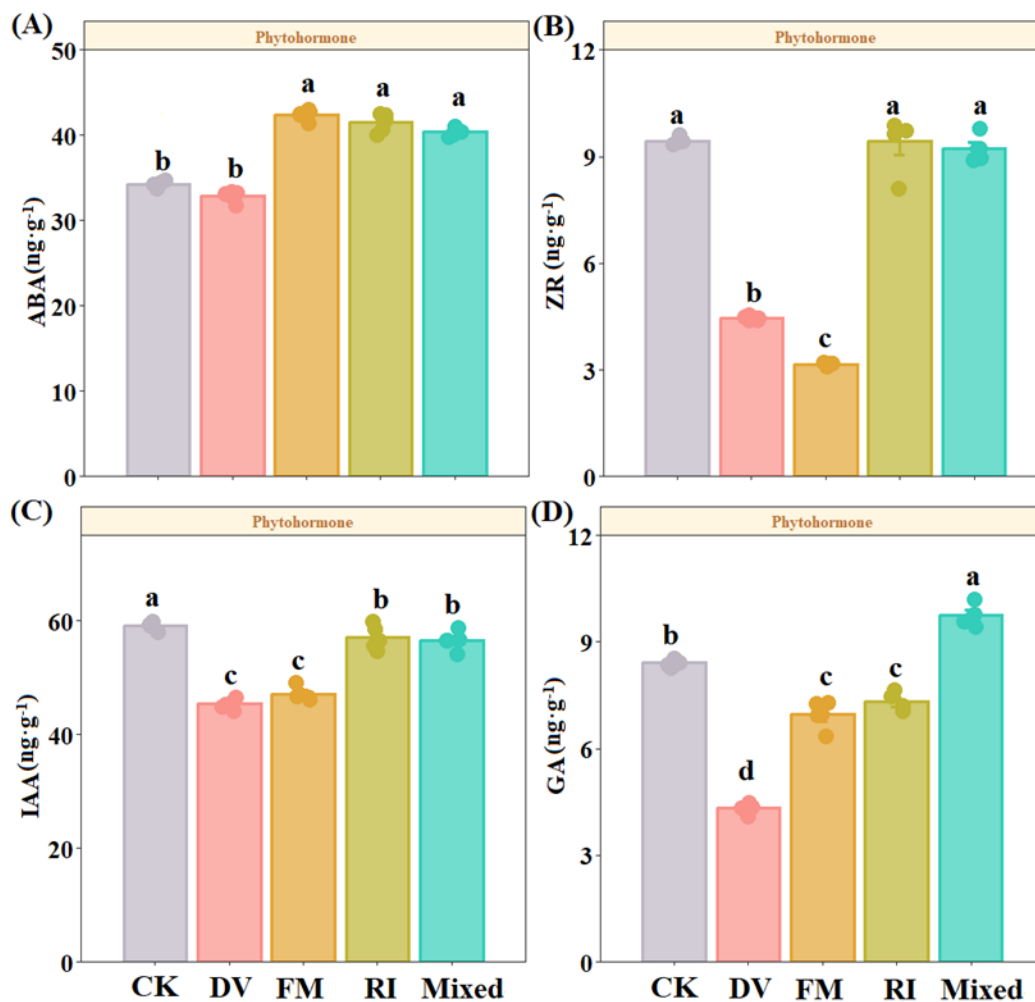 (A)
Phytohormone
50
40
30
20
10
0
ABA(ng·g⁻¹)
b
b
a
a
a
(B)
Phytohormone
12
9
6
3
0
ZR (ng·g⁻¹)
a
b
c
a
a
(C)
Phytohormone
60
40
20
0
IAA(ng·g⁻¹)
a
c
c
b
b
CK DV FM RI Mixed
(D)
Phytohormone
12
9
6
3
0
GA(ng·g⁻¹)
b
d
c
c
a
CK DV FM RI Mixed